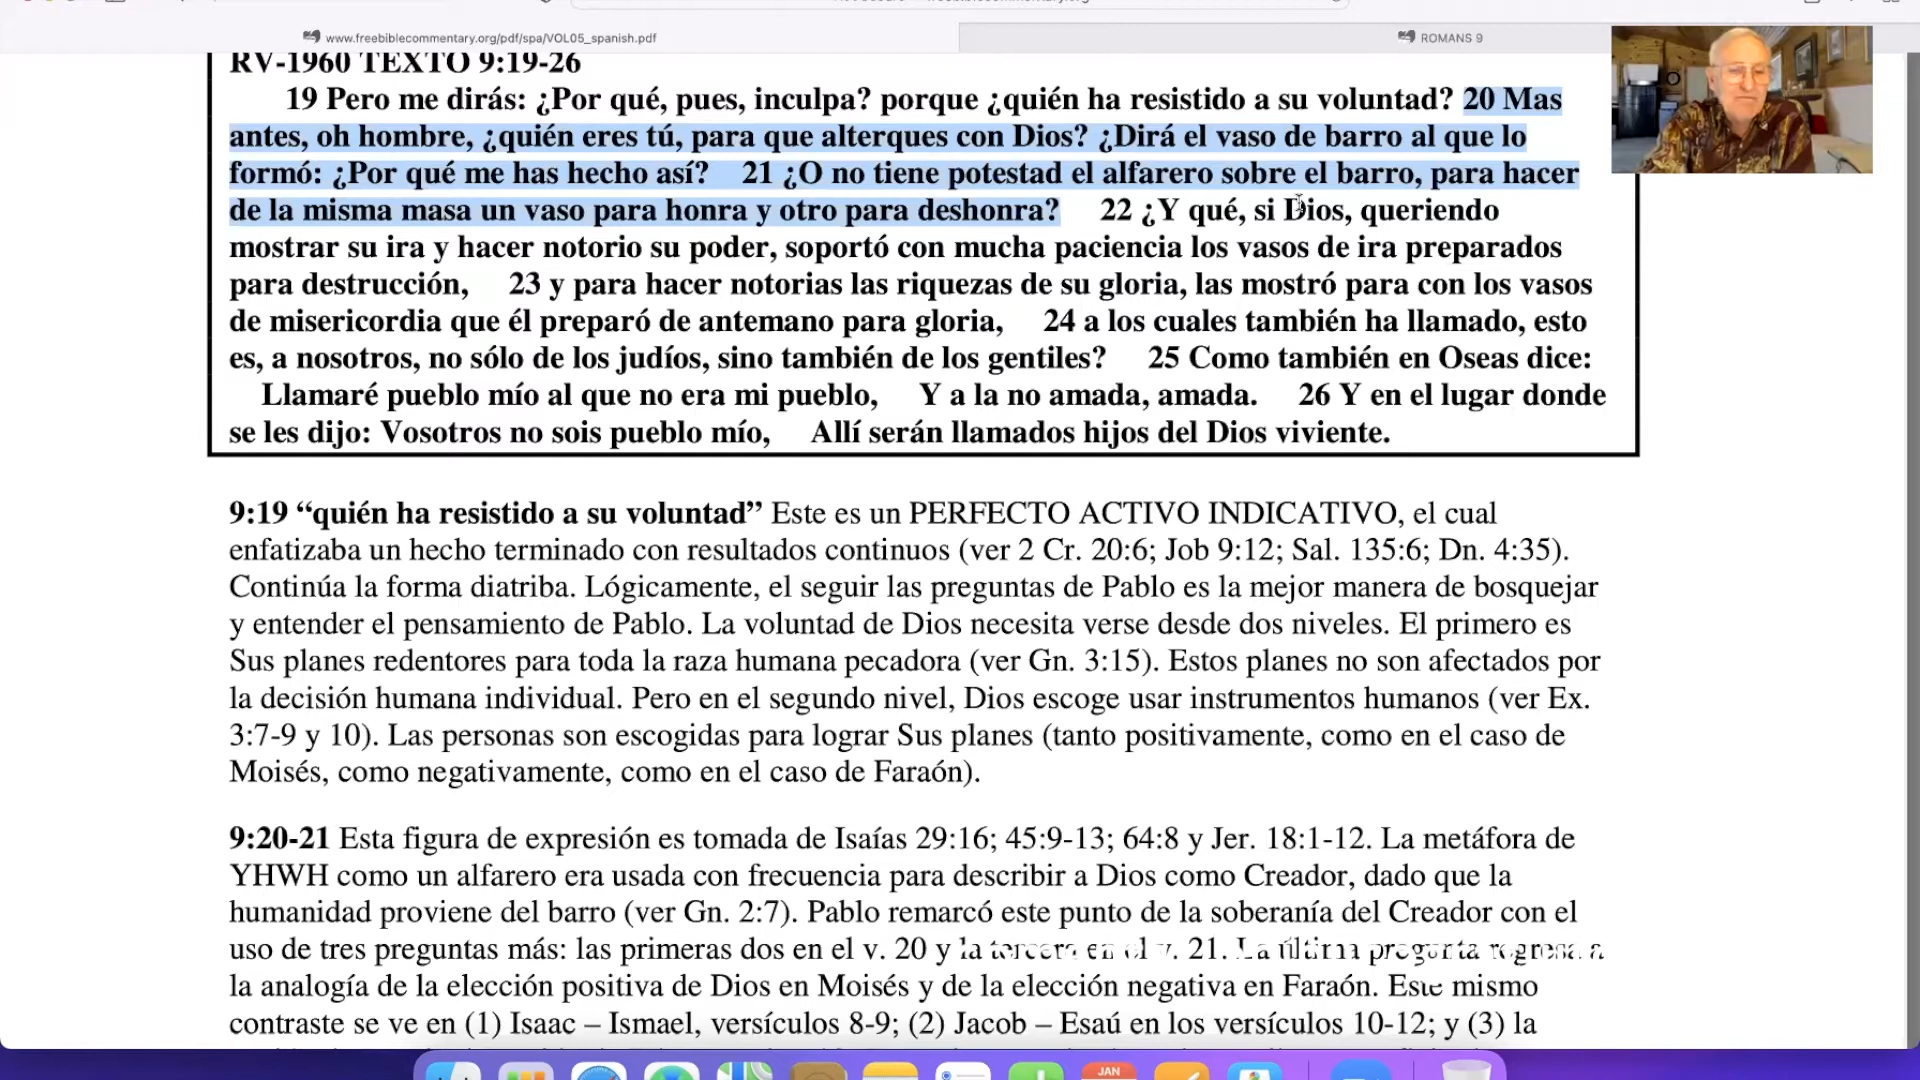 www.freebiblecommentary.org/pdf/spa/VOL05_spanish.pdf
ROMANS 9
RV-1960 TEXTO 9:19-26
19 Pero me dirás: ¿Por qué, pues, inculpa? porque ¿quién ha resistido a su voluntad? 20 Mas
antes, oh hombre, ¿quién eres tú, para que alterques con Dios? ¿Dirá el vaso de barro al que lo
formó: ¿Por qué me has hecho así? 21 ¿O no tiene potestad el alfarero sobre el barro, para hacer
de la misma masa un vaso para honra y otro para deshonra? 22 ¿Y qué, si Dios, queriendo
mostrar su ira y hacer notorio su poder, soportó con mucha paciencia los vasos de ira preparados
para destrucción, 23 y para hacer notorias las riquezas de su gloria, las mostró para con los vasos
de misericordia que él preparó de antemano para gloria, 24 a los cuales también ha llamado, esto
es, a nosotros, no sólo de los judíos, sino también de los gentiles? 25 Como también en Oseas dice:
Llamaré pueblo mío al que no era mi pueblo, Y a la no amada, amada. 26 Y en el lugar donde
se les dijo: Vosotros no sois pueblo mío, Allí serán llamados hijos del Dios viviente.
9:19 “quién ha resistido a su voluntad” Este es un PERFECTO ACTIVO INDICATIVO, el cual
enfatizaba un hecho terminado con resultados continuos (ver 2 Cr. 20:6; Job 9:12; Sal. 135:6; Dn. 4:35).
Continúa la forma diatriba. Lógicamente, el seguir las preguntas de Pablo es la mejor manera de bosquejar
y entender el pensamiento de Pablo. La voluntad de Dios necesita verse desde dos niveles. El primero es
Sus planes redentores para toda la raza humana pecadora (ver Gn. 3:15). Estos planes no son afectados por
la decisión humana individual. Pero en el segundo nivel, Dios escoge usar instrumentos humanos (ver Ex.
3:7-9 y 10). Las personas son escogidas para lograr Sus planes (tanto positivamente, como en el caso de
Moisés, como negativamente, como en el caso de Faraón).
9:20-21 Esta figura de expresión es tomada de Isaías 29:16; 45:9-13; 64:8 y Jer. 18:1-12. La metáfora de
YHWH como un alfarero era usada con frecuencia para describir a Dios como Creador, dado que la
humanidad proviene del barro (ver Gn. 2:7). Pablo remarcó este punto de la soberanía del Creador con el
uso de tres preguntas más: las primeras dos en el v. 20 y la tercera en el v. 21. La última pregunta regresa a
la analogía de la elección positiva de Dios en Moisés y de la elección negativa en Faraón. Este mismo
contraste se ve en (1) Isaac – Ismael, versículos 8-9; (2) Jacob – Esaú en los versículos 10-12; y (3) la
JAN